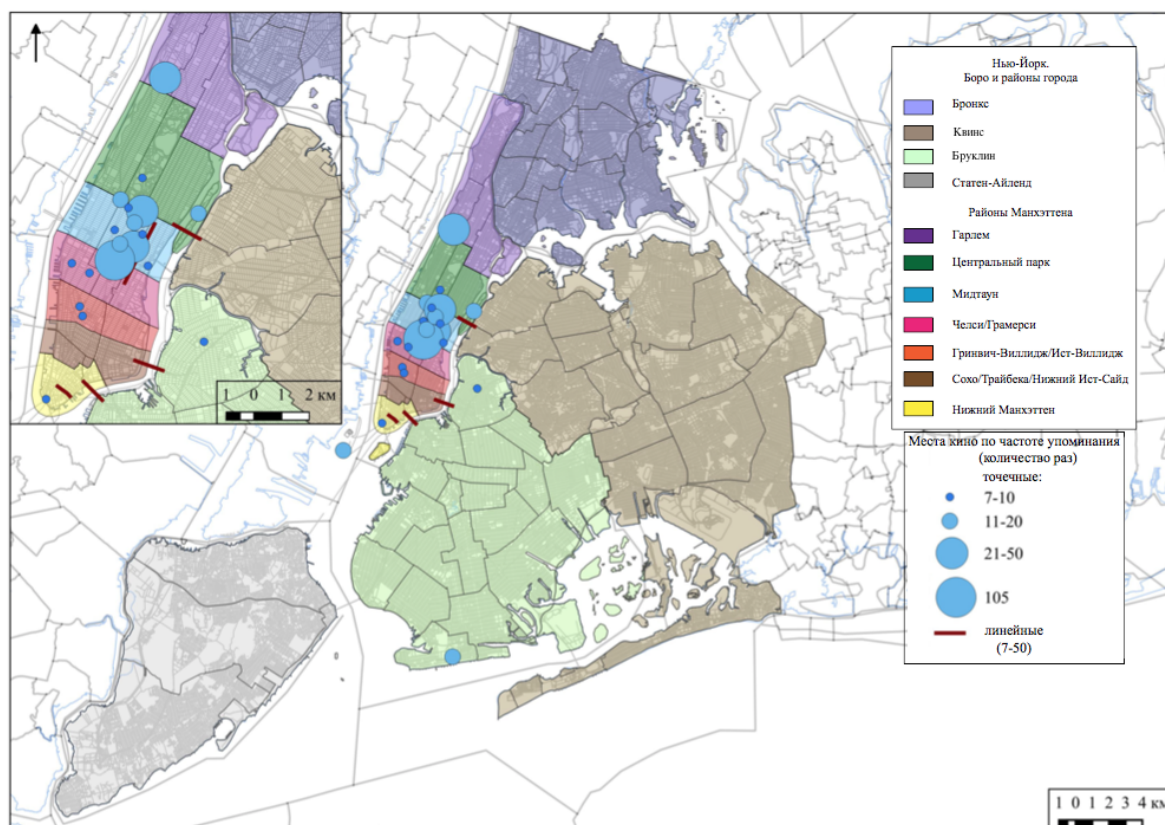 1 0 1 2 км
Нью-Йорк.
Боро и районы города
Бронкс
Квинс
Бруклин
Статен-Айленд
Районы Манхэттена
Гарлем
Центральный парк
Мидтаун
Челси/Грамерси
Гринвич-Виллидж/Ист-Виллидж
Сохо/Трайбека/Нижний Ист-Сайд
Нижний Манхэттен
Места кино по частоте упоминания
(количество раз)
точечные:
7-10
11-20
21-50
105
линейные
(7-50)
1 0 1 2 3 4 км